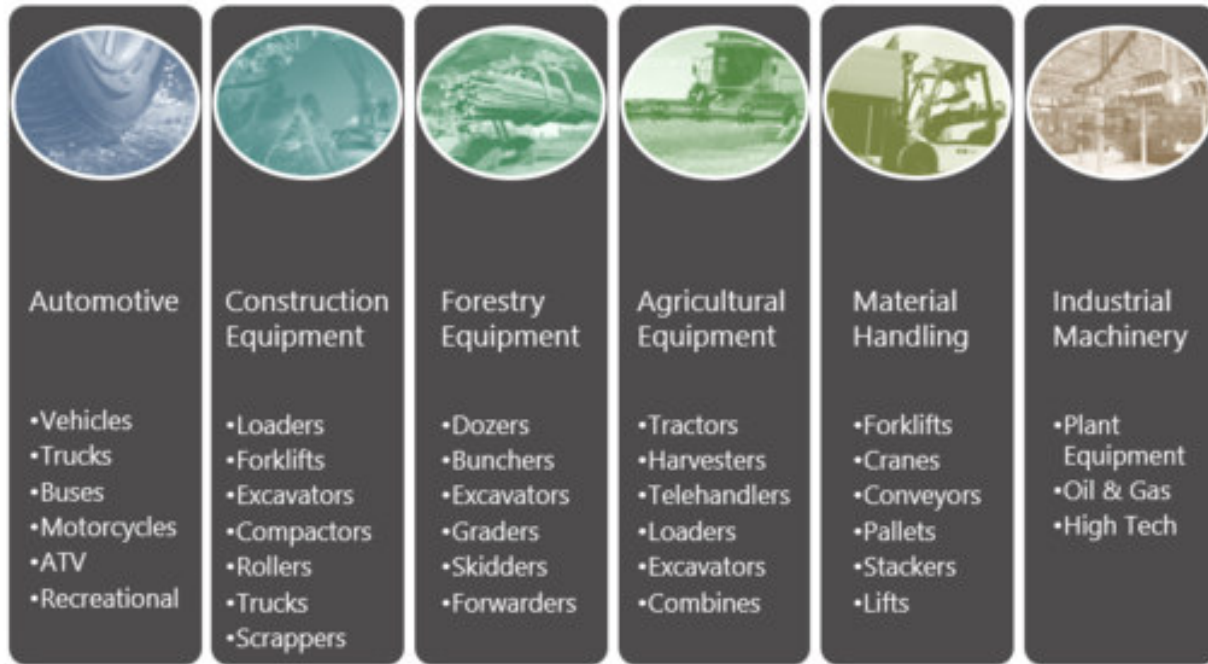 Automotive
•Vehicles
•Trucks
•Buses
•Motorcycles
•ATV
•Recreational
Construction
Equipment
•Loaders
•Forklifts
•Excavators
•Compactors
•Rollers
•Trucks
•Scrappers
Forestry
Equipment
•Dozers
•Bunchers
•Excavators
•Graders
•Skidders
•Forwarders
Agricultural
Equipment
•Tractors
•Harvesters
•Telehandlers
•Loaders
•Excavators
•Combines
Material
Handling
•Forklifts
•Cranes
•Conveyors
•Pallets
•Stackers
•Lifts
Industrial
Machinery
•Plant
Equipment
•Oil & Gas
•High Tech